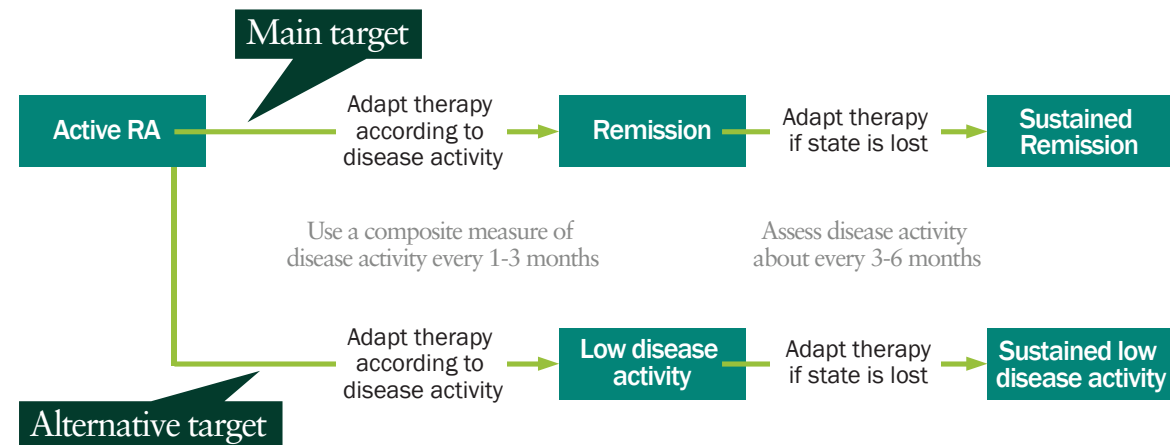 Main target
Active RA
Adapt therapy
according to
disease activity
Remission
Adapt therapy
if state is lost
Sustained
Remission
Use a composite measure of
disease activity every 1-3 months
Assess disease activity
about every 3-6 months
Adapt therapy
according to
disease activity
Low disease
activity
Adapt therapy
if state is lost
Sustained low
disease activity
Alternative target